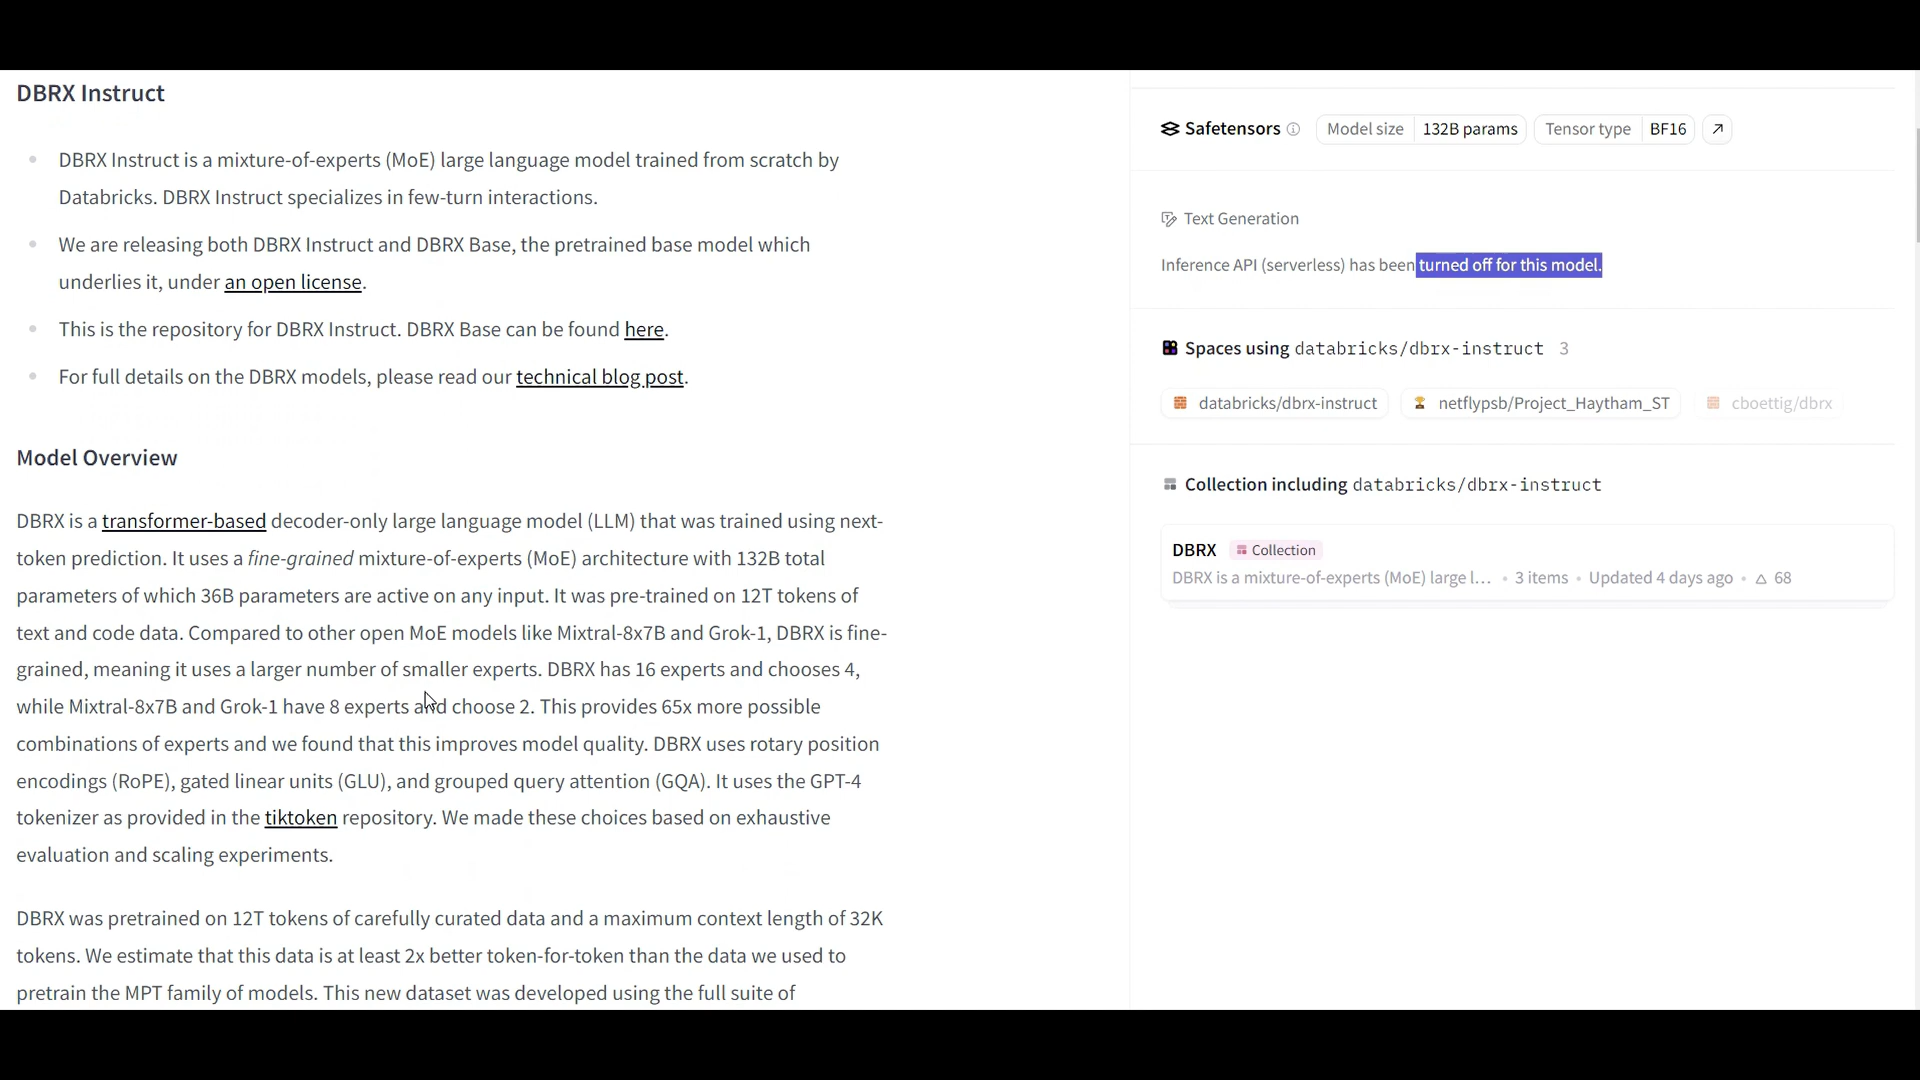 DBRX Instruct
DBRX Instruct is a mixture-of-experts (MoE) large language model trained from scratch by
Databricks. DBRX Instruct specializes in few-turn interactions.
We are releasing both DBRX Instruct and DBRX Base, the pretrained base model which
underlies it, under an open license.
This is the repository for DBRX Instruct. DBRX Base can be found here.
For full details on the DBRX models, please read our technical blog post.
Model Overview
DBRX is a transformer-based decoder-only large language model (LLM) that was trained using next-
token prediction. It uses a fine-grained mixture-of-experts (MoE) architecture with 132B total
parameters of which 36B parameters are active on any input. It was pre-trained on 12T tokens of
text and code data. Compared to other open MoE models like Mixtral-8x7B and Grok-1, DBRX is fine-
grained, meaning it uses a larger number of smaller experts. DBRX has 16 experts and chooses 4,
while Mixtral-8x7B and Grok-1 have 8 experts and choose 2. This provides 65x more possible
combinations of experts and we found that this improves model quality. DBRX uses rotary position
encodings (RoPE), gated linear units (GLU), and grouped query attention (GQA). It uses the GPT-4
tokenizer as provided in the tiktoken repository. We made these choices based on exhaustive
evaluation and scaling experiments.
DBRX was pretrained on 12T tokens of carefully curated data and a maximum context length of 32K
tokens. We estimate that this data is at least 2x better token-for-token than the data we used to
pretrain the MPT family of models. This new dataset was developed using the full suite of
Safetensors Model size 132B params Tensor type BF16
Text Generation
Inference API (serverless) has been turned off for this model.
Spaces using databricks/dbrx-instruct 3
databricks/dbrx-instruct netflypsb/Project_Haytham_ST cboettig/dbrx
Collection including databricks/dbrx-instruct
DBRX Collection
DBRX is a mixture-of-experts (MoE) large l... • 3 items • Updated 4 days ago • 68